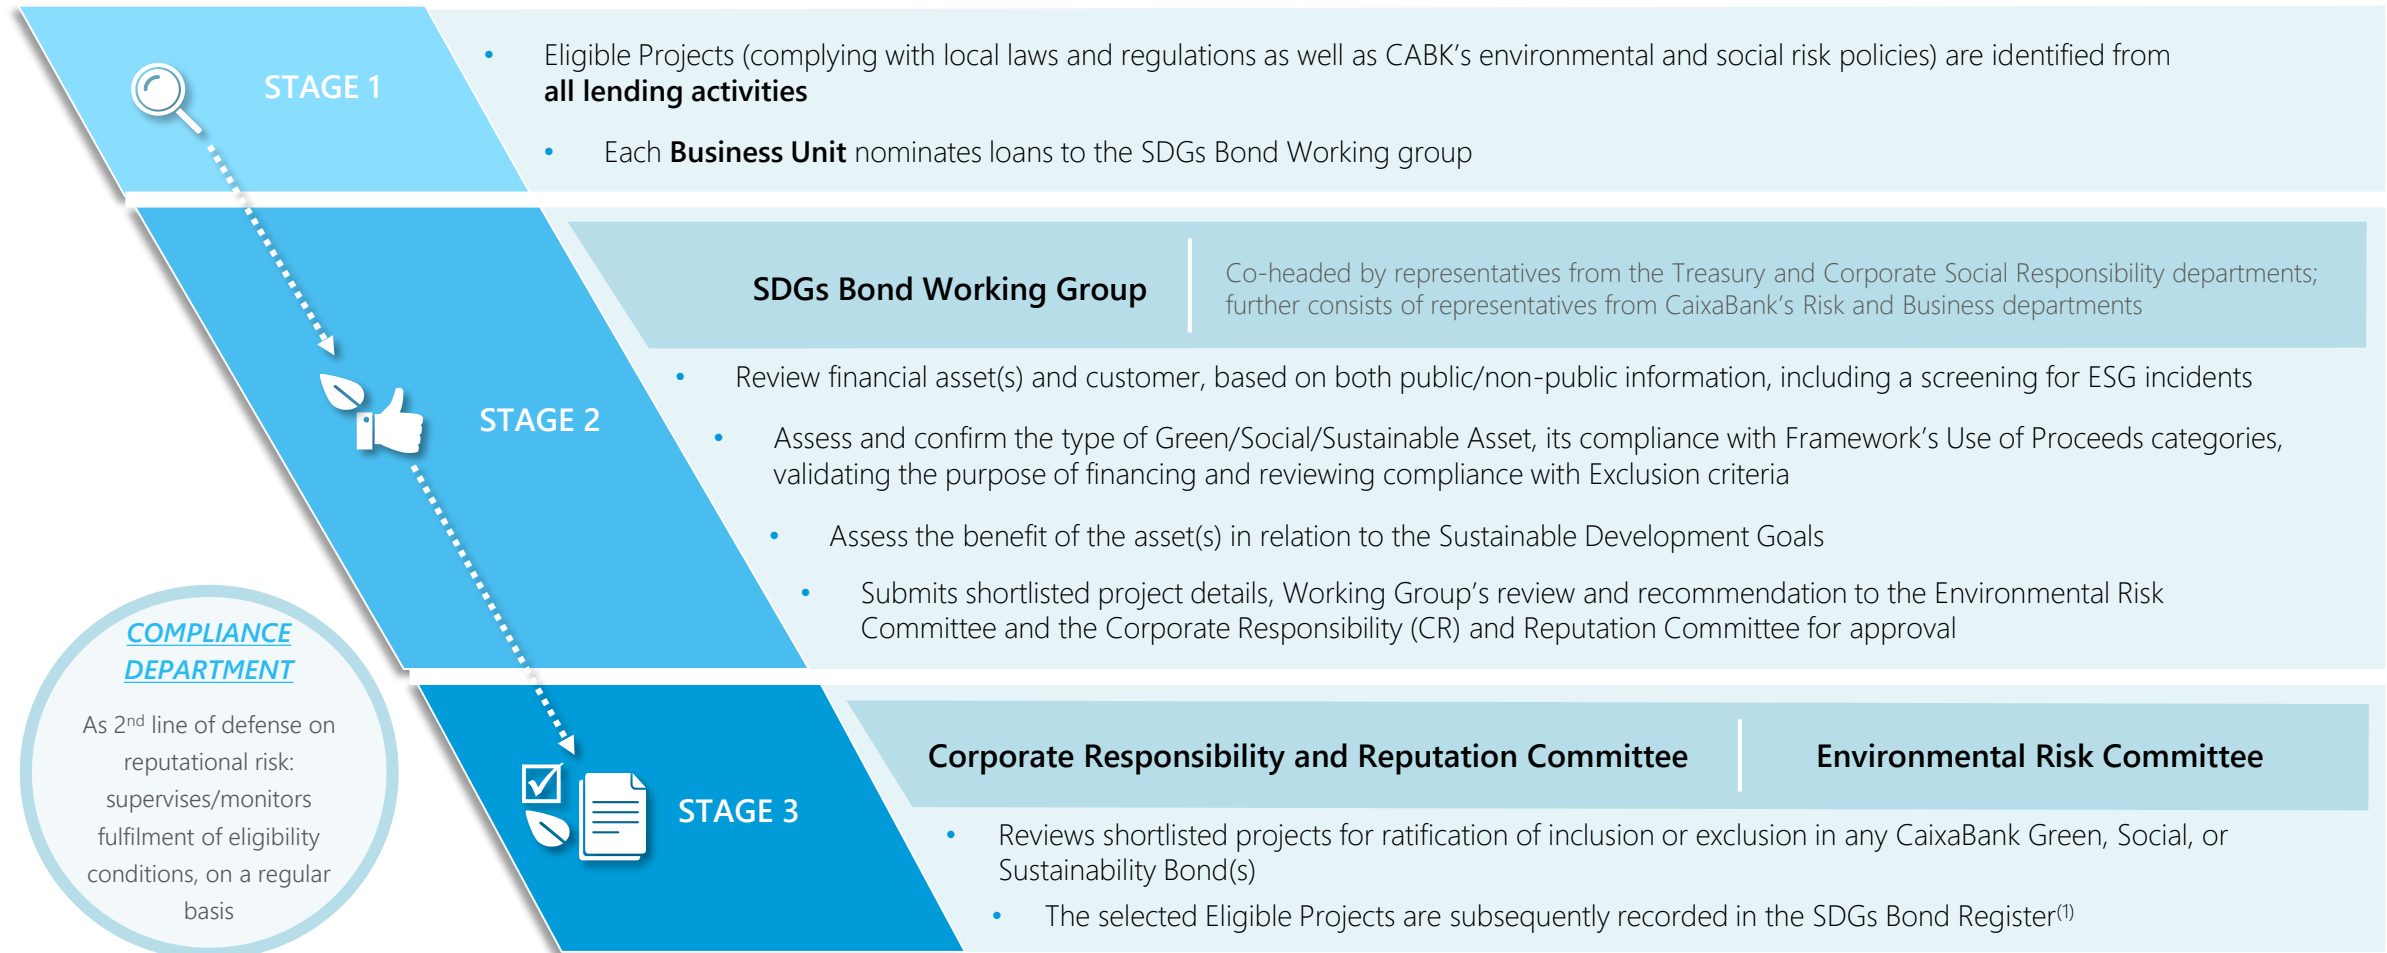 STAGE 1
• Eligible Projects (complying with local laws and regulations as well as CABK's environmental and social risk policies) are identified from
all lending activities
• Each Business Unit nominates loans to the SDGs Bond Working group
SDGs Bond Working Group
Co-headed by representatives from the Treasury and Corporate Social Responsibility departments;
further consists of representatives from CaixaBank's Risk and Business departments
STAGE 2
• Review financial asset(s) and customer, based on both public/non-public information, including a screening for ESG incidents
• Assess and confirm the type of Green/Social/Sustainable Asset, its compliance with Framework's Use of Proceeds categories,
validating the purpose of financing and reviewing compliance with Exclusion criteria
• Assess the benefit of the asset(s) in relation to the Sustainable Development Goals
• Submits shortlisted project details, Working Group's review and recommendation to the Environmental Risk
Committee and the Corporate Responsibility (CR) and Reputation Committee for approval
COMPLIANCE
DEPARTMENT
As 2nd line of defense on
reputational risk:
supervises/monitors
fulfilment of eligibility
conditions, on a regular
basis
STAGE 3
Corporate Responsibility and Reputation Committee
Environmental Risk Committee
• Reviews shortlisted projects for ratification of inclusion or exclusion in any CaixaBank Green, Social, or
Sustainability Bond(s)
• The selected Eligible Projects are subsequently recorded in the SDGs Bond Register(1)